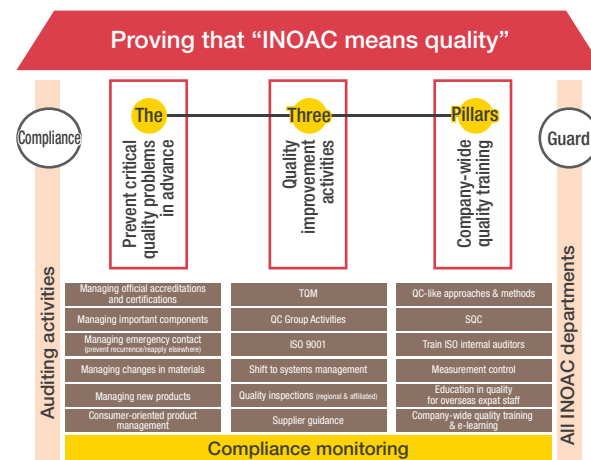 Proving that “INOAC means quality”
Compliance
The
Three
Pillars
Guard
Prevent critical
quality problems
in advance
Quality
improvement
activities
Company-wide
quality training
Auditing activities
All INOAC departments
Managing official accreditations
and certifications
Managing important components
Managing emergency contact
(prevent recurrence/reapply elsewhere)
Managing changes in materials
Managing new products
Consumer-oriented product
management
TQM
QC Group Activities
ISO 9001
Shift to systems management
Quality inspections (regional & affiliated)
Supplier guidance
QC-like approaches & methods
SQC
Train ISO internal auditors
Measurement control
Education in quality
for overseas expat staff
Company-wide quality training
& e-learning
Compliance monitoring